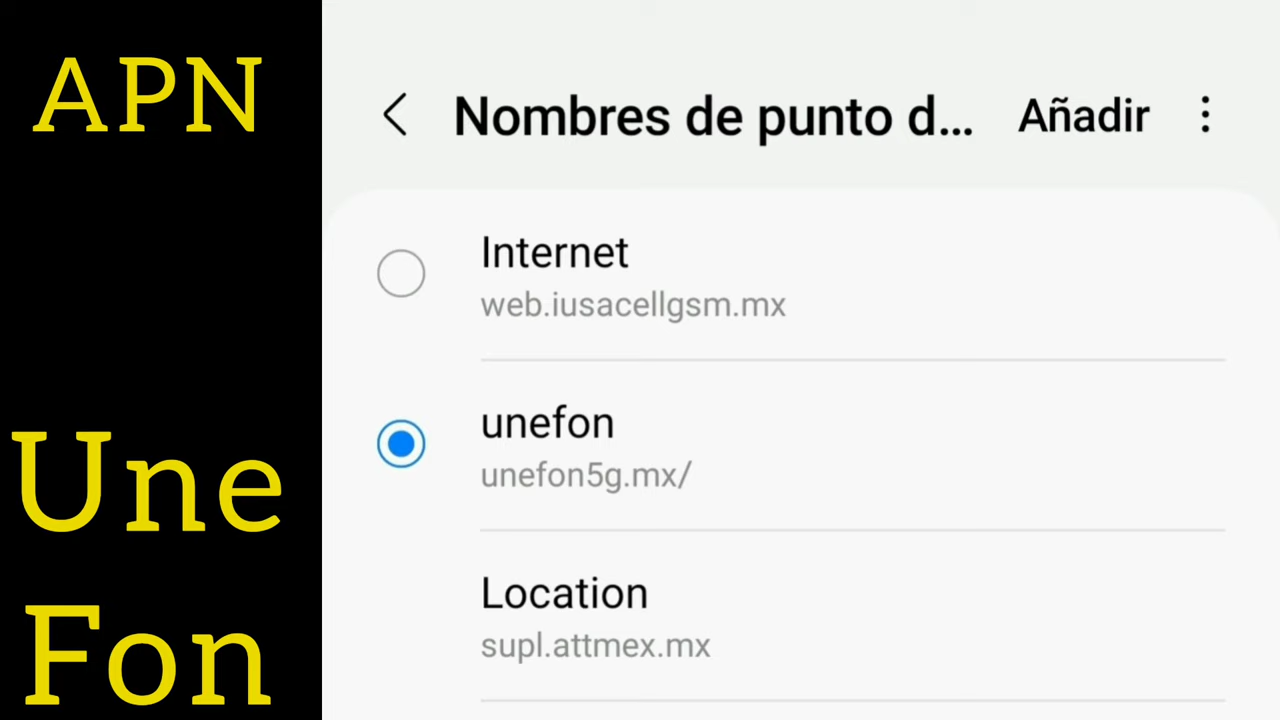 APN
Une
Fon
Nombres de punto d... Añadir
Internet
web.iusacellgsm.mx
unefon
unefon5g.mx/
Location
supl.attmex.mx